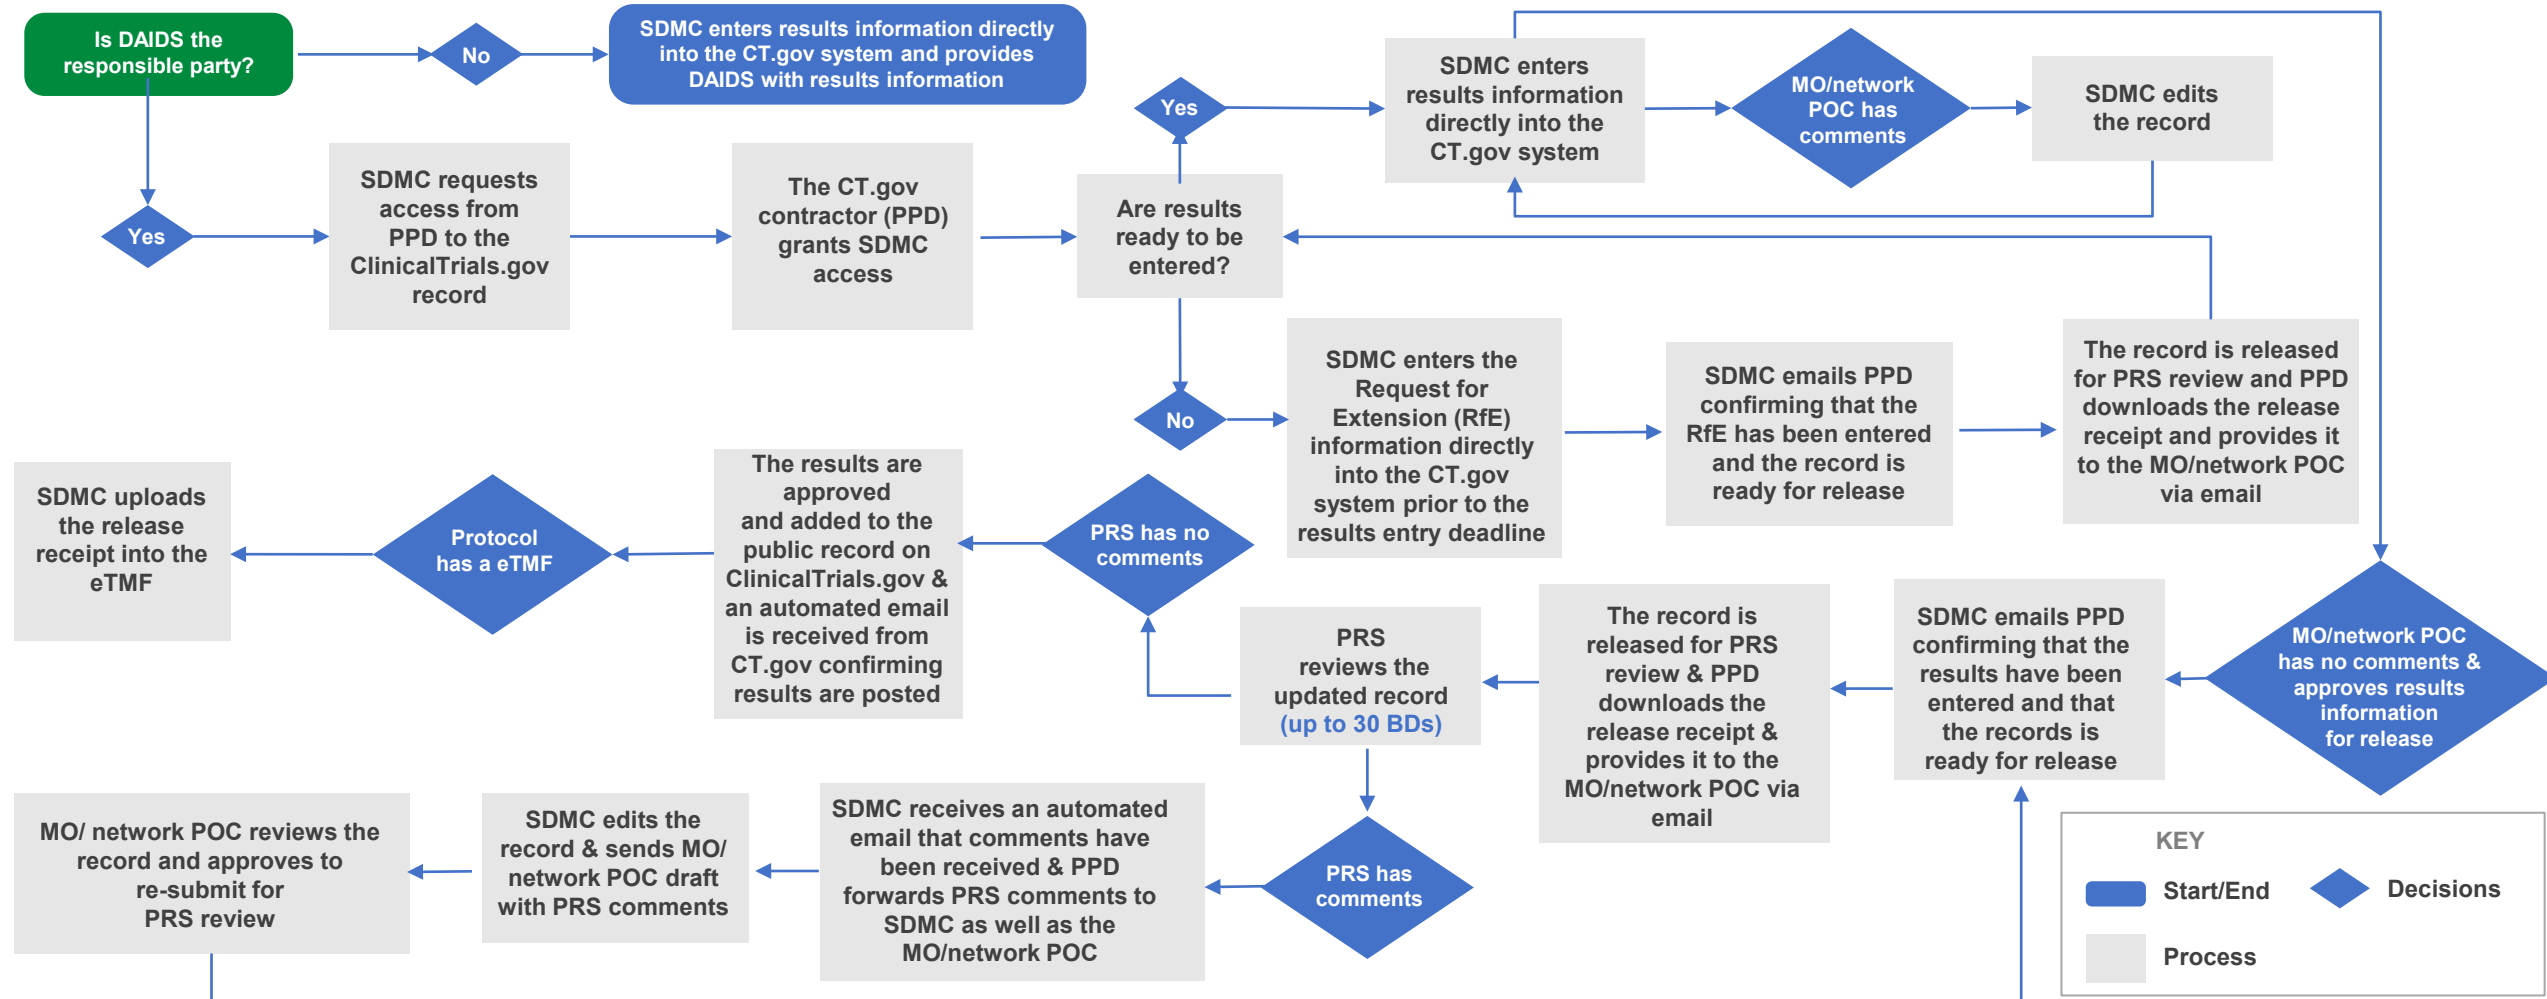 Is DAIDS the
responsible party?
No
SDMC enters results information directly
into the CT.gov system and provides
DAIDS with results information
Yes
SDMC requests
access from
PPD to the
ClinicalTrials.gov
record
The CT.gov
contractor (PPD)
grants SDMC
access
Are results
ready to be
entered?
Yes
SDMC enters
results information
directly into the
CT.gov system
MO/network
POC has
comments
SDMC edits
the record
No
SDMC enters the
Request for
Extension (RfE)
information directly
into the CT.gov
system prior to the
results entry deadline
SDMC emails PPD
confirming that the
RfE has been entered
and the record is
ready for release
The record is released
for PRS review and PPD
downloads the release
receipt and provides it
to the MO/network POC
via email
MO/network POC
has no comments &
approves results
information
for release
SDMC emails PPD
confirming that the
results have been
entered and that
the records is
ready for release
The record is
released for PRS
review & PPD
downloads the
release receipt &
provides it to the
MO/network POC via
email
PRS
reviews the
updated record
(up to 30 BDs)
PRS has no
comments
The results are
approved
and added to the
public record on
ClinicalTrials.gov &
an automated email
is received from
CT.gov confirming
results are posted
Protocol
has a eTMF
SDMC uploads
the release
receipt into the
eTMF
PRS has
comments
SDMC receives an automated
email that comments have
been received & PPD
forwards PRS comments to
SDMC as well as the
MO/network POC
SDMC edits the
record & sends MO/
network POC draft
with PRS comments
MO/ network POC reviews the
record and approves to
re-submit for
PRS review
KEY
Start/End
Decisions
Process